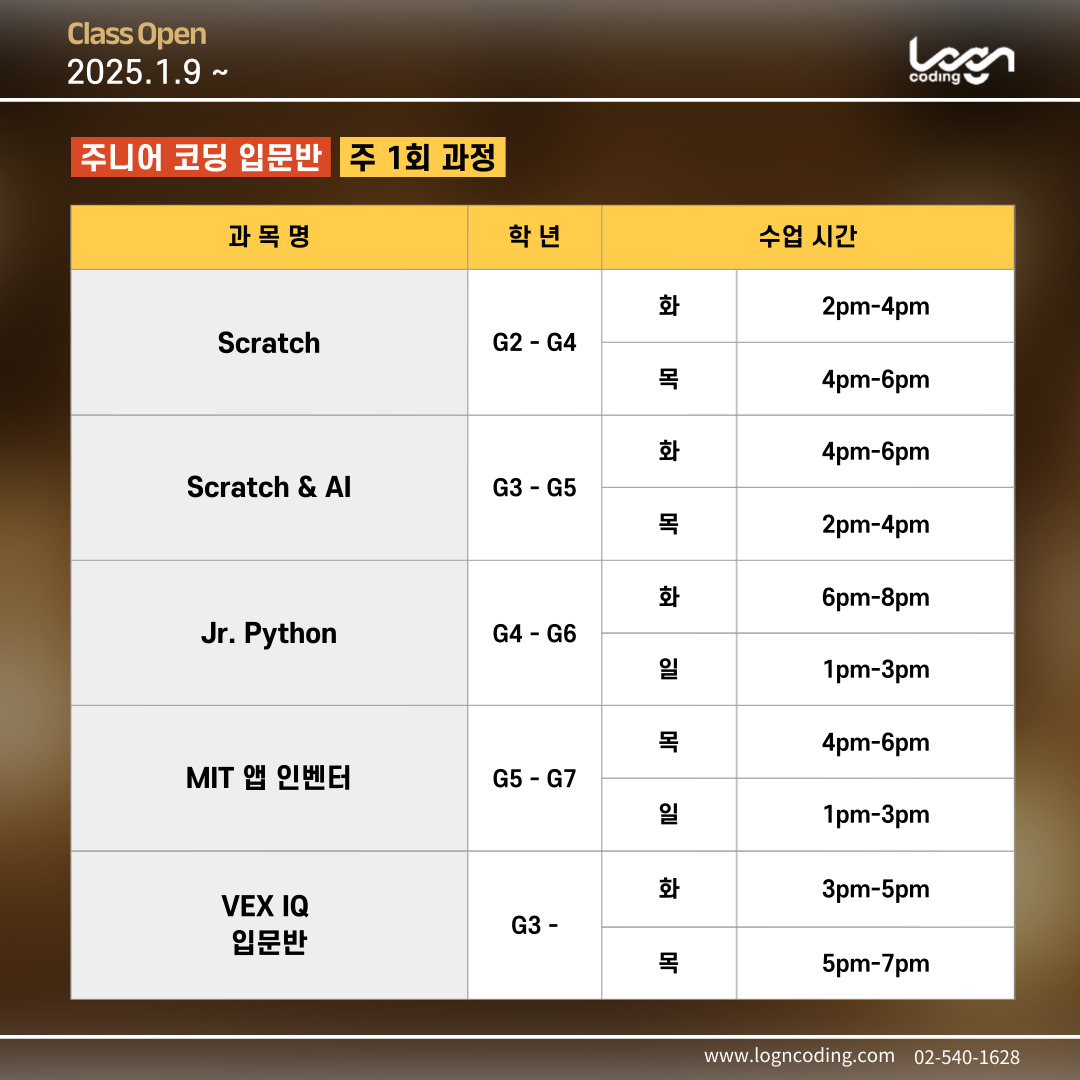 Class Open
2025.1.9 ~
Logn
coding
주니어 코딩 입문반 주 1회 과정
과 목 명 학 년 수업 시간
Scratch G2 - G4 화 2pm-4pm
목 4pm-6pm
Scratch & AI G3 - G5 화 4pm-6pm
목 2pm-4pm
Jr. Python G4 - G6 화 6pm-8pm
일 1pm-3pm
MIT 앱 인벤터 G5 - G7 목 4pm-6pm
일 1pm-3pm
VEX IQ
입문반 G3 - 화 3pm-5pm
목 5pm-7pm
www.logncoding.com 02-540-1628